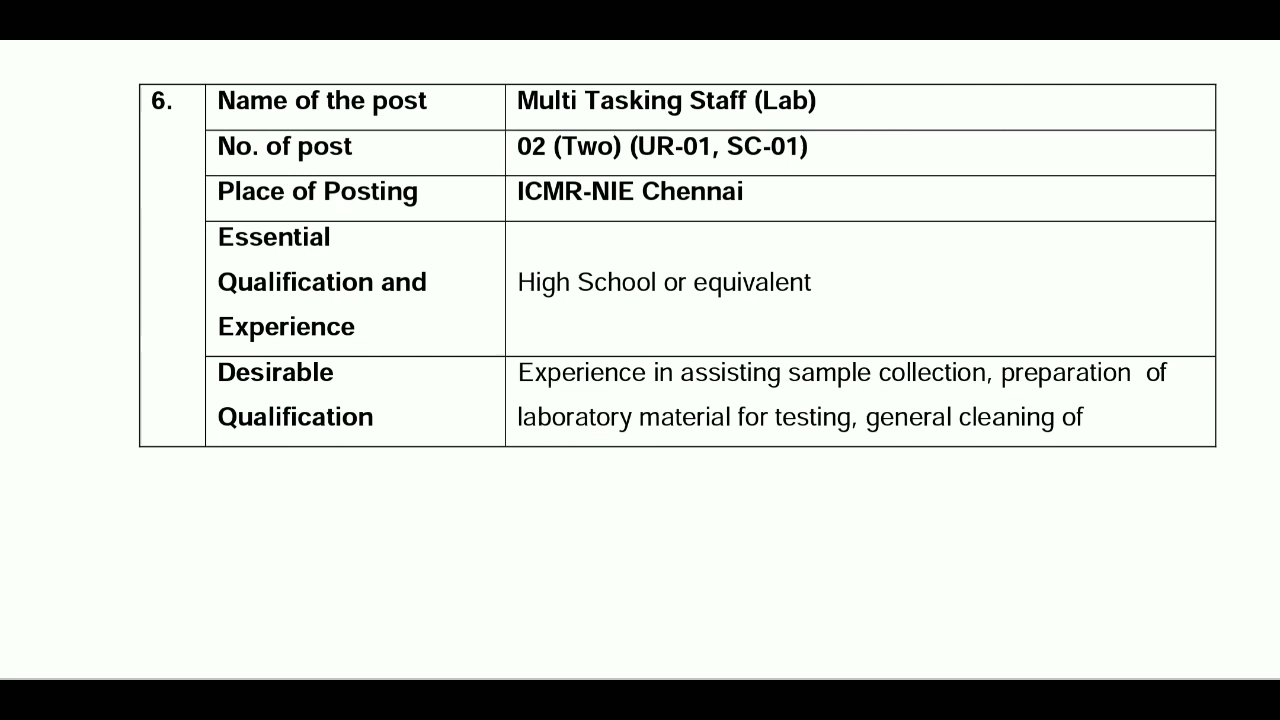 6. Name of the post Multi Tasking Staff (Lab)
No. of post 02 (Two) (UR-01, SC-01)
Place of Posting ICMR-NIE Chennai
Essential
Qualification and High School or equivalent
Experience
Desirable Experience in assisting sample collection, preparation of
Qualification laboratory material for testing, general cleaning of